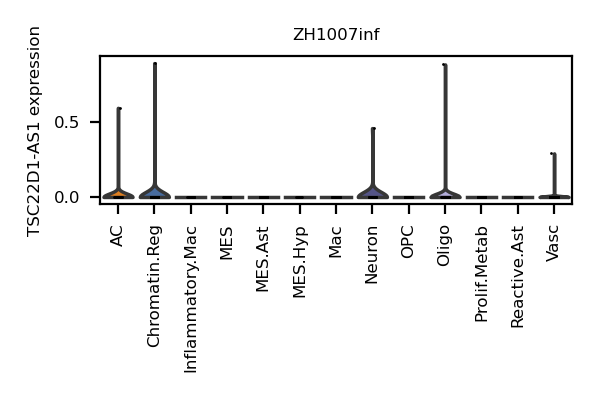 ZH1007inf
TSC22D1-AS1 expression
0.5
0.0
AC
Chromatin.Reg
Inflammatory.Mac
MES
MES.Ast
MES.Hyp
Mac
Neuron
OPC
Oligo
Prolif.Metab
Reactive.Ast
Vasc